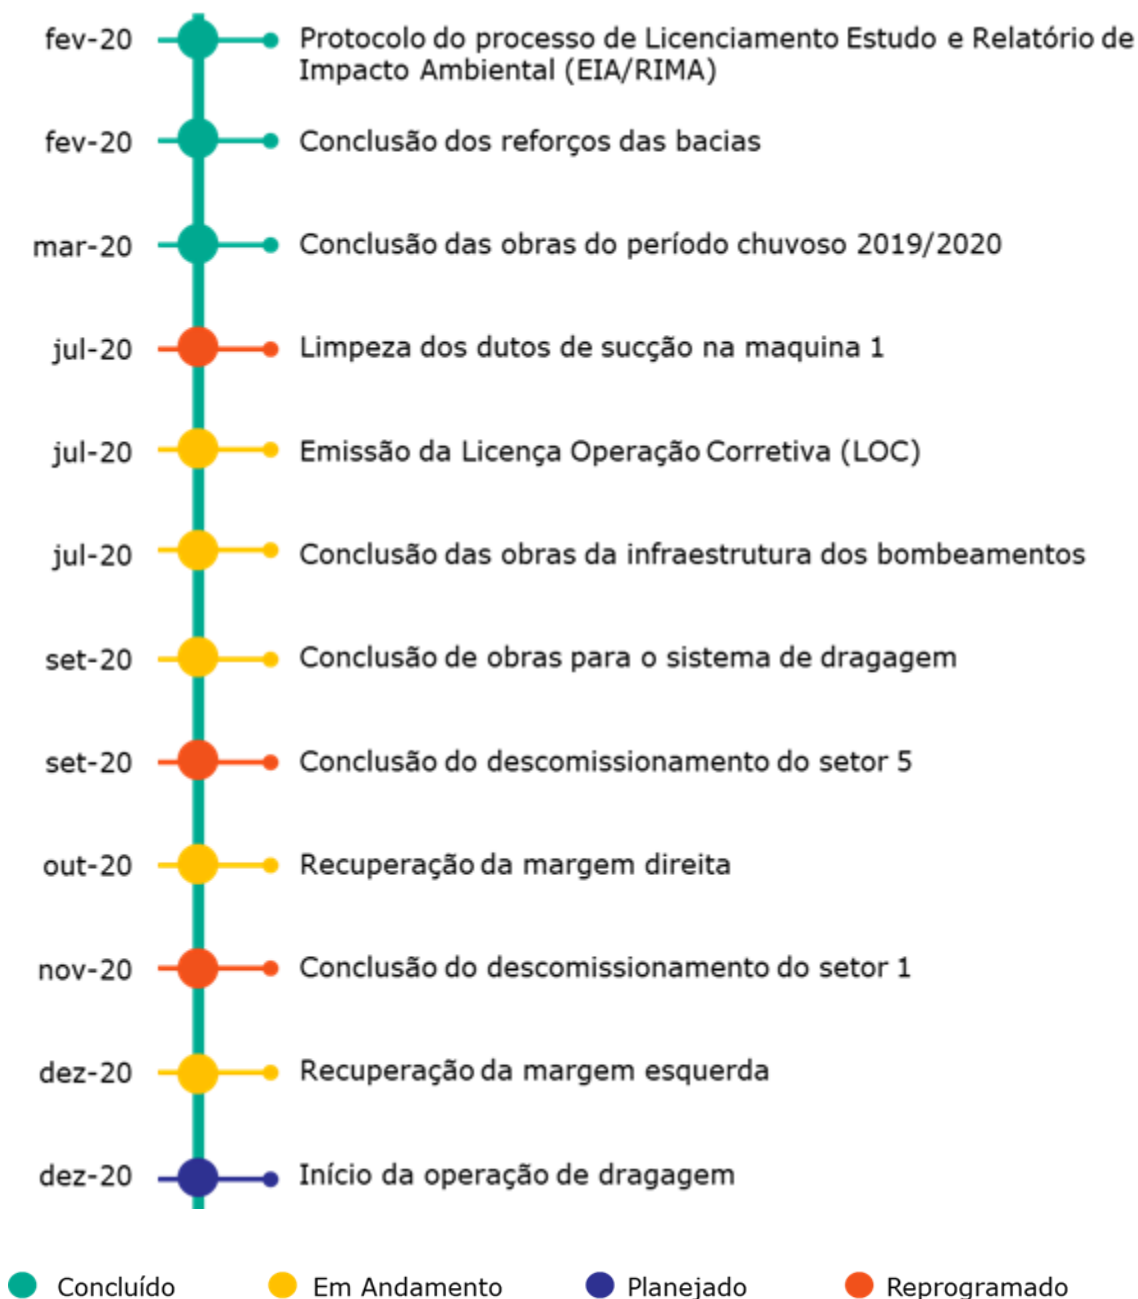 fev-20 Protocolo do processo de Licenciamento Estudo e Relatório de
Impacto Ambiental (EIA/RIMA)
fev-20 Conclusão dos reforços das bacias
mar-20 Conclusão das obras do período chuvoso 2019/2020
jul-20 Limpeza dos dutos de sucção na maquina 1
jul-20 Emissão da Licença Operação Corretiva (LOC)
jul-20 Conclusão das obras da infraestrutura dos bombeamentos
set-20 Conclusão de obras para o sistema de dragagem
set-20 Conclusão do descomissionamento do setor 5
out-20 Recuperação da margem direita
nov-20 Conclusão do descomissionamento do setor 1
dez-20 Recuperação da margem esquerda
dez-20 Início da operação de dragagem
Concluído Em Andamento Planejado Reprogramado